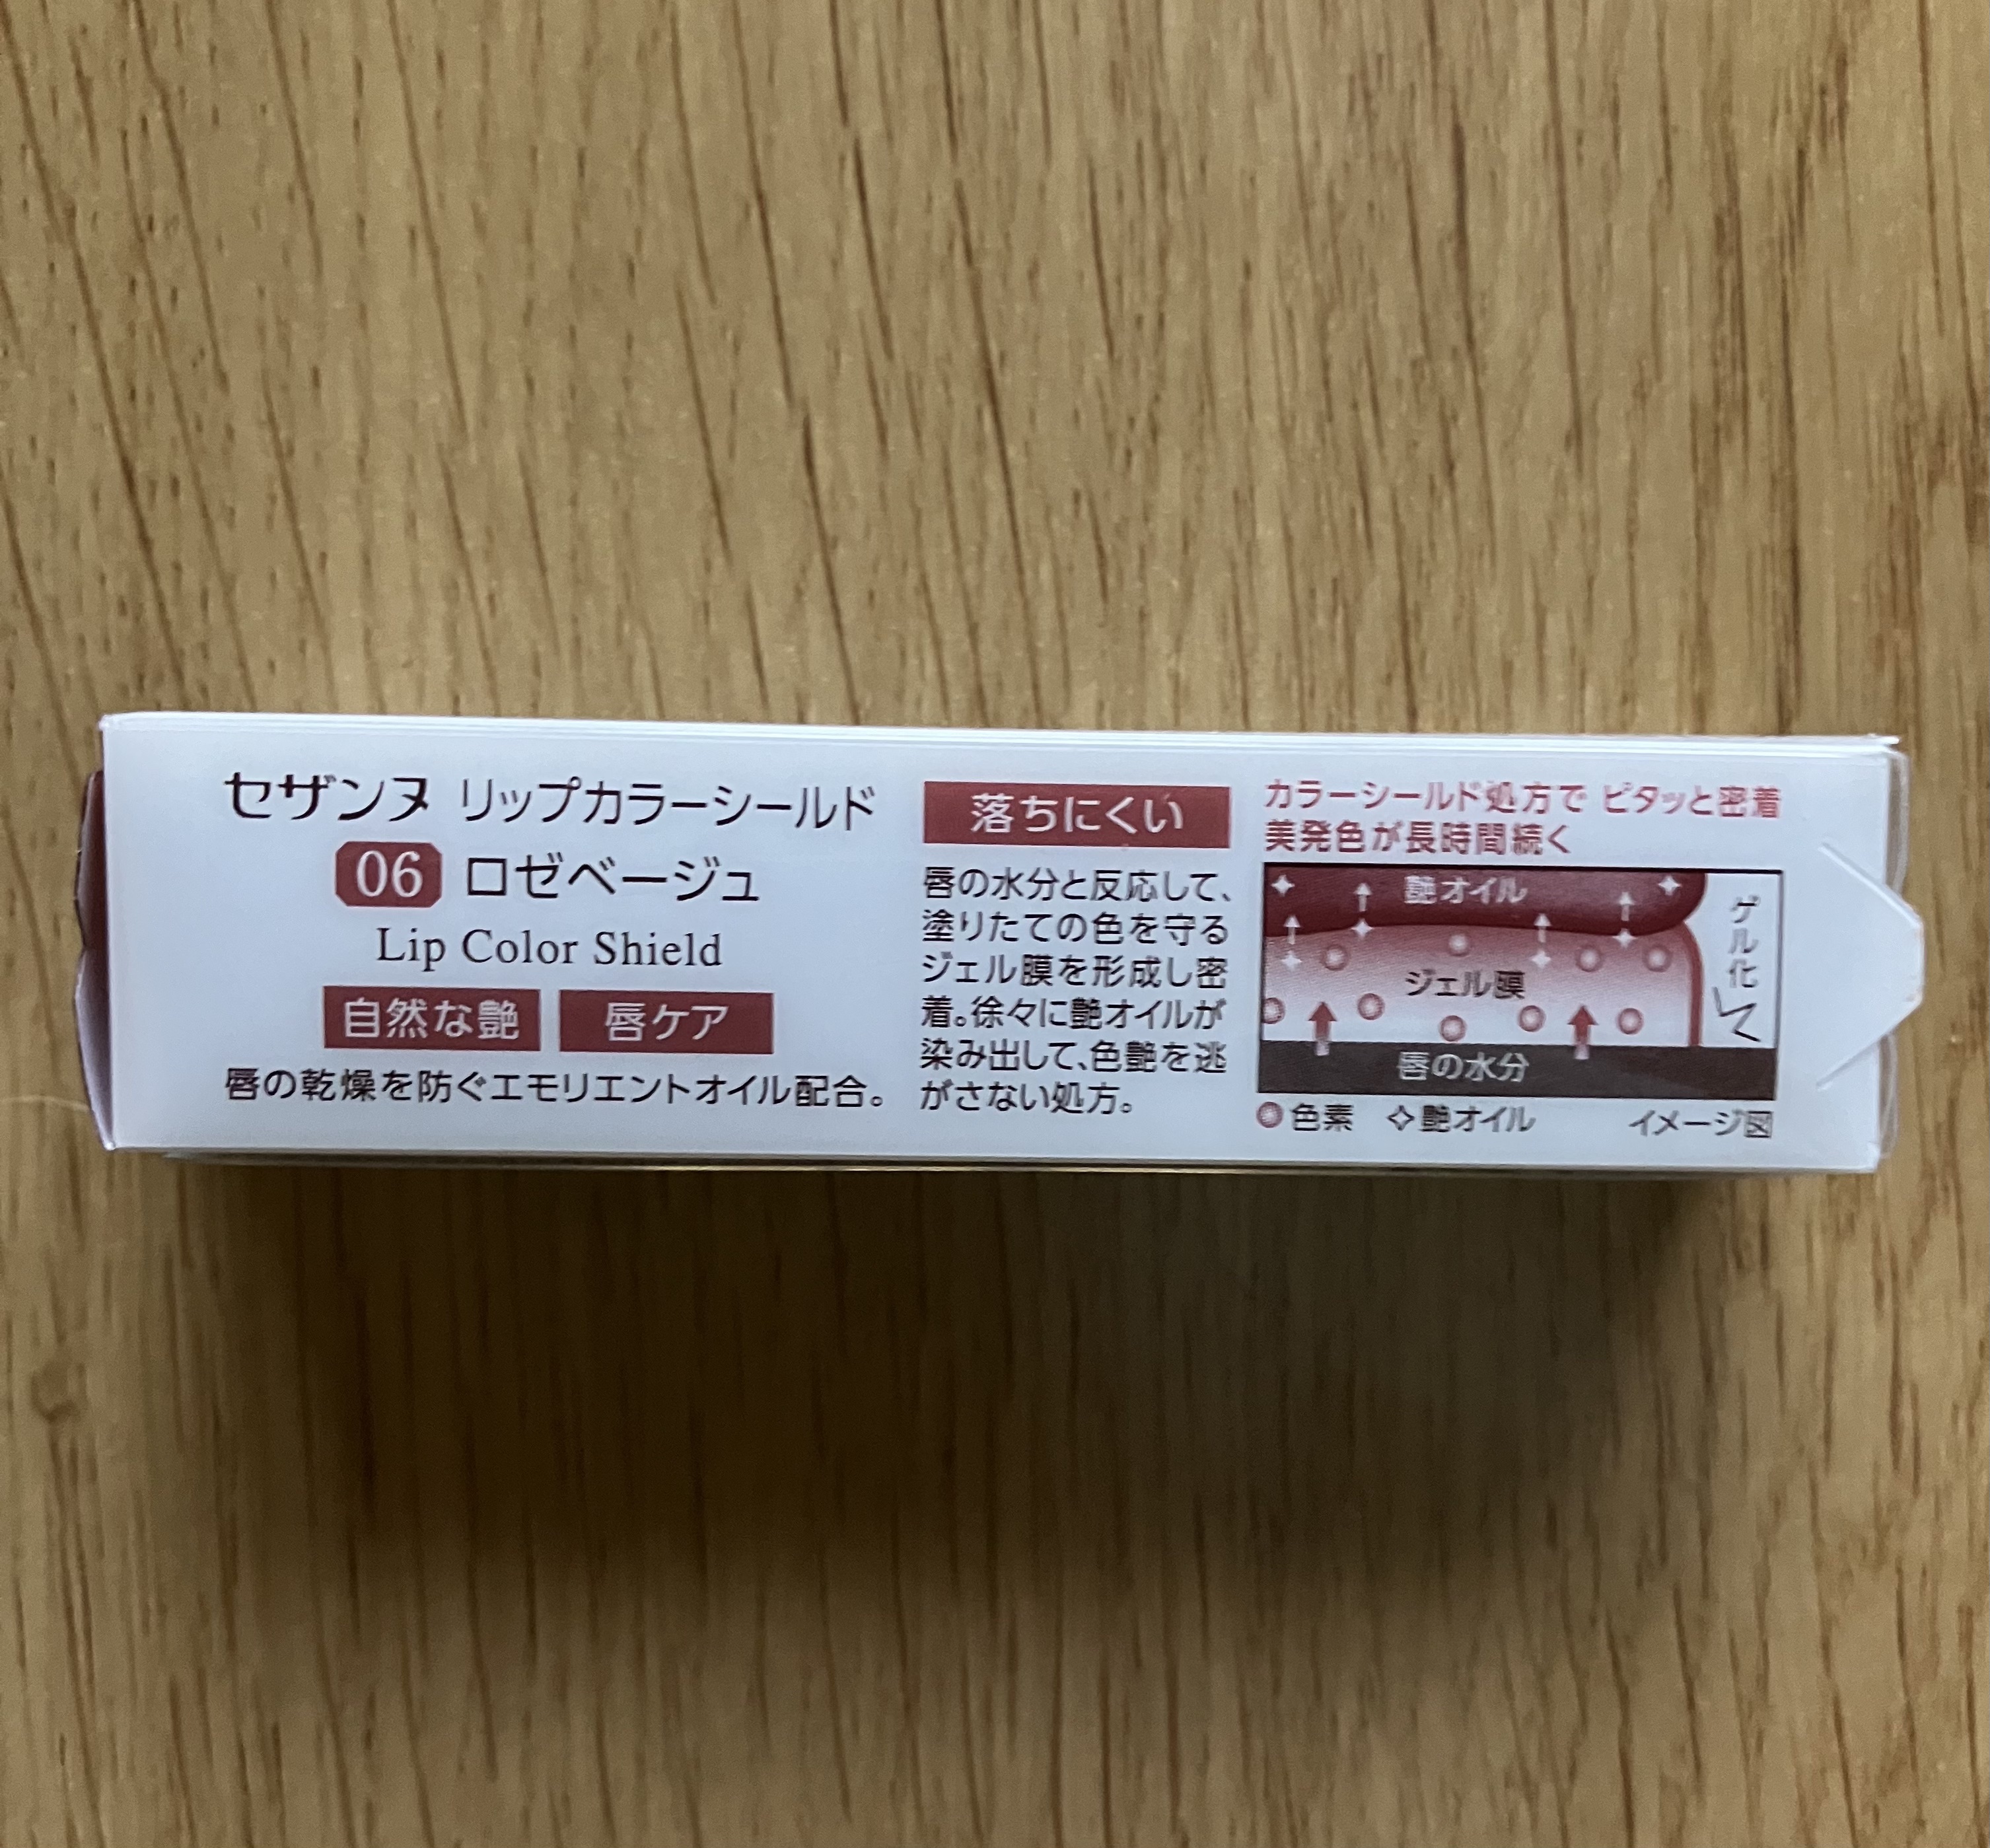 セザンヌ リップカラーシールド
06 ロゼベージュ
Lip Color Shield
自然な艶 唇ケア
唇の乾燥を防ぐエモリエントオイル配合。
落ちにくい
唇の水分と反応して、
塗りたての色を守る
ジェル膜を形成し密
着。徐々に艶オイルが
染み出して、色艶を逃
がさない処方。
カラーシールド処方で ピタッと密着
美発色が長時間続く
艶オイル
ジェル膜
唇の水分
ゲル化
色素 艶オイル イメージ図